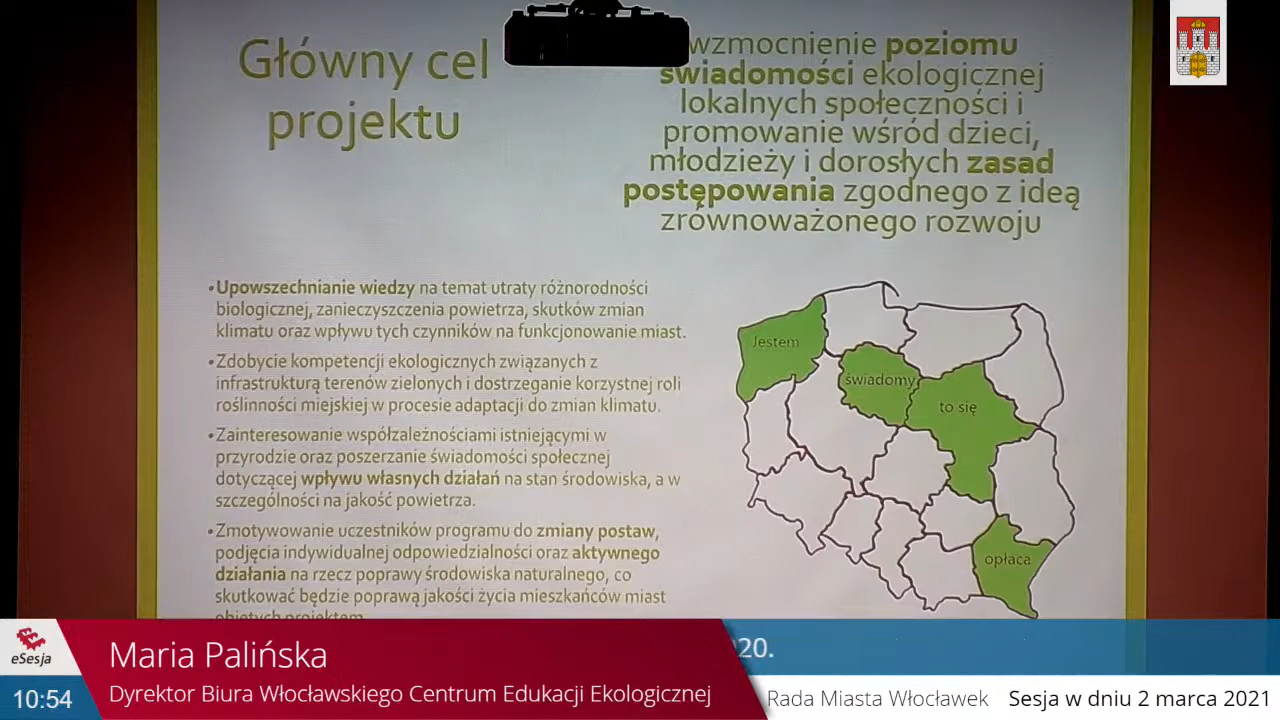 Główny cel
projektu
wzmocnienie poziomu
świadomości ekologicznej
lokalnych społeczności i
promowanie wśród dzieci,
młodzieży i dorosłych zasad
postępowania zgodnego z ideą
zrównoważonego rozwoju
•Upowszechnianie wiedzy na temat utraty różnorodności
biologicznej, zanieczyszczenia powietrza, skutków zmian
klimatu oraz wpływu tych czynników na funkcjonowanie miast.
•Zdobycie kompetencji ekologicznych związanych z
infrastrukturą terenów zielonych i dostrzeganie korzystnej roli
roślinności miejskiej w procesie adaptacji do zmian klimatu.
•Zainteresowanie współzależnościami istniejącymi w
przyrodzie oraz poszerzanie świadomości społecznej
dotyczącej wpływu własnych działań na stan środowiska, a w
szczególności na jakość powietrza.
•Zmotywowanie uczestników programu do zmiany postaw,
podjęcia indywidualnej odpowiedzialności oraz aktywnego
działania na rzecz poprawy środowiska naturalnego, co
skutkować będzie poprawą jakości życia mieszkańców miast
objętych projektem
Jestem
świadomy
to się
opłaca
eSesja
10:54
Maria Palińska
Dyrektor Biura Włocławskiego Centrum Edukacji Ekologicznej
20.
Rada Miasta Włocławek Sesja w dniu 2 marca 2021